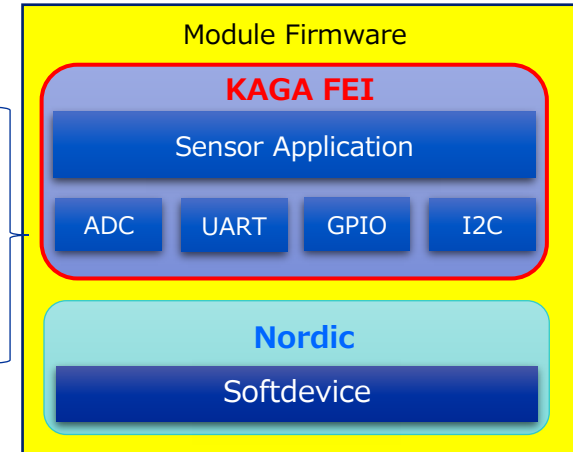 Module Firmware
KAGA FEI
Sensor Application
ADC UART GPIO I2C
Nordic
Softdevice